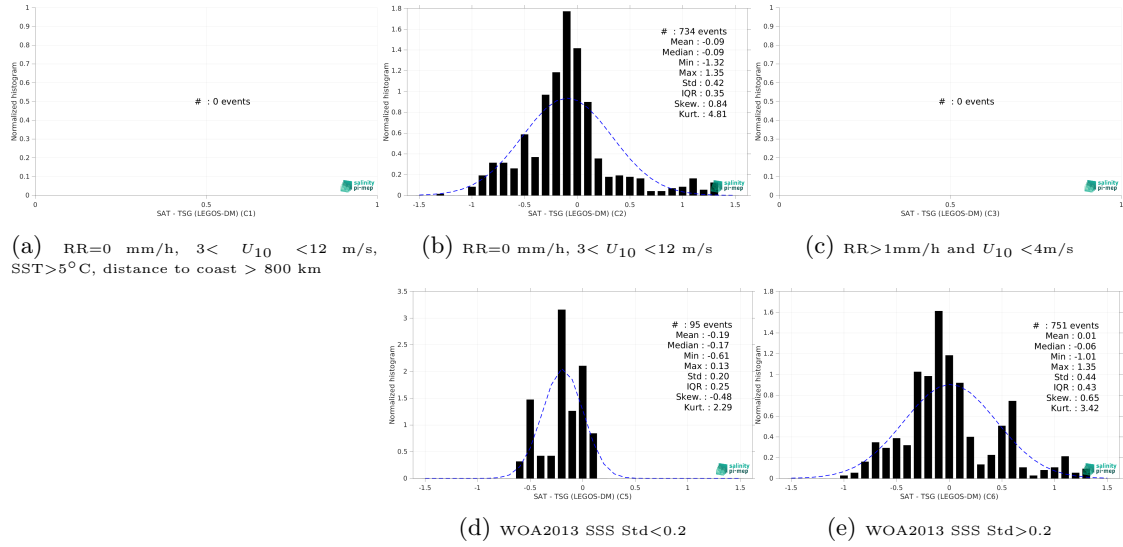 1
0.9
0.8
0.7
0.6
0.5
0.4
0.3
0.2
0.1
0
Normalized histogram
# : 0 events
salinity
pi-mep
0 0.5 1
SAT - TSG (LEGOS-DM) (C1)
1.8
1.6
1.4
1.2
1
0.8
0.6
0.4
0.2
0
Normalized histogram
# : 734 events
Mean : -0.09
Median : -0.09
Min : -1.32
Max : 1.35
Std : 0.42
IQR : 0.35
Skew. : 0.84
Kurt. : 4.81
salinity
pi-mep
-1.5 -1 -0.5 0 0.5 1 1.5
SAT - TSG (LEGOS-DM) (C2)
1
0.9
0.8
0.7
0.6
0.5
0.4
0.3
0.2
0.1
0
Normalized histogram
# : 0 events
salinity
pi-mep
0 0.5 1
SAT - TSG (LEGOS-DM) (C3)
(a) RR=0 mm/h, 3< U10 <12 m/s,
SST>5°C, distance to coast > 800 km
(b) RR=0 mm/h, 3< U10 <12 m/s
(c) RR>1mm/h and U10 <4m/s
3.5
3
2.5
2
1.5
1
0.5
0
Normalized histogram
# : 95 events
Mean : -0.19
Median : -0.17
Min : -0.61
Max : 0.13
Std : 0.20
IQR : 0.25
Skew. : -0.48
Kurt. : 2.29
salinity
pi-mep
-1.5 -1 -0.5 0 0.5 1 1.5
SAT - TSG (LEGOS-DM) (C5)
1.8
1.6
1.4
1.2
1
0.8
0.6
0.4
0.2
0
Normalized histogram
# : 751 events
Mean : 0.01
Median : -0.06
Min : -1.01
Max : 1.35
Std : 0.44
IQR : 0.43
Skew. : 0.65
Kurt. : 3.42
salinity
pi-mep
-1.5 -1 -0.5 0 0.5 1 1.5
SAT - TSG (LEGOS-DM) (C6)
(d) WOA2013 SSS Std<0.2
(e) WOA2013 SSS Std>0.2